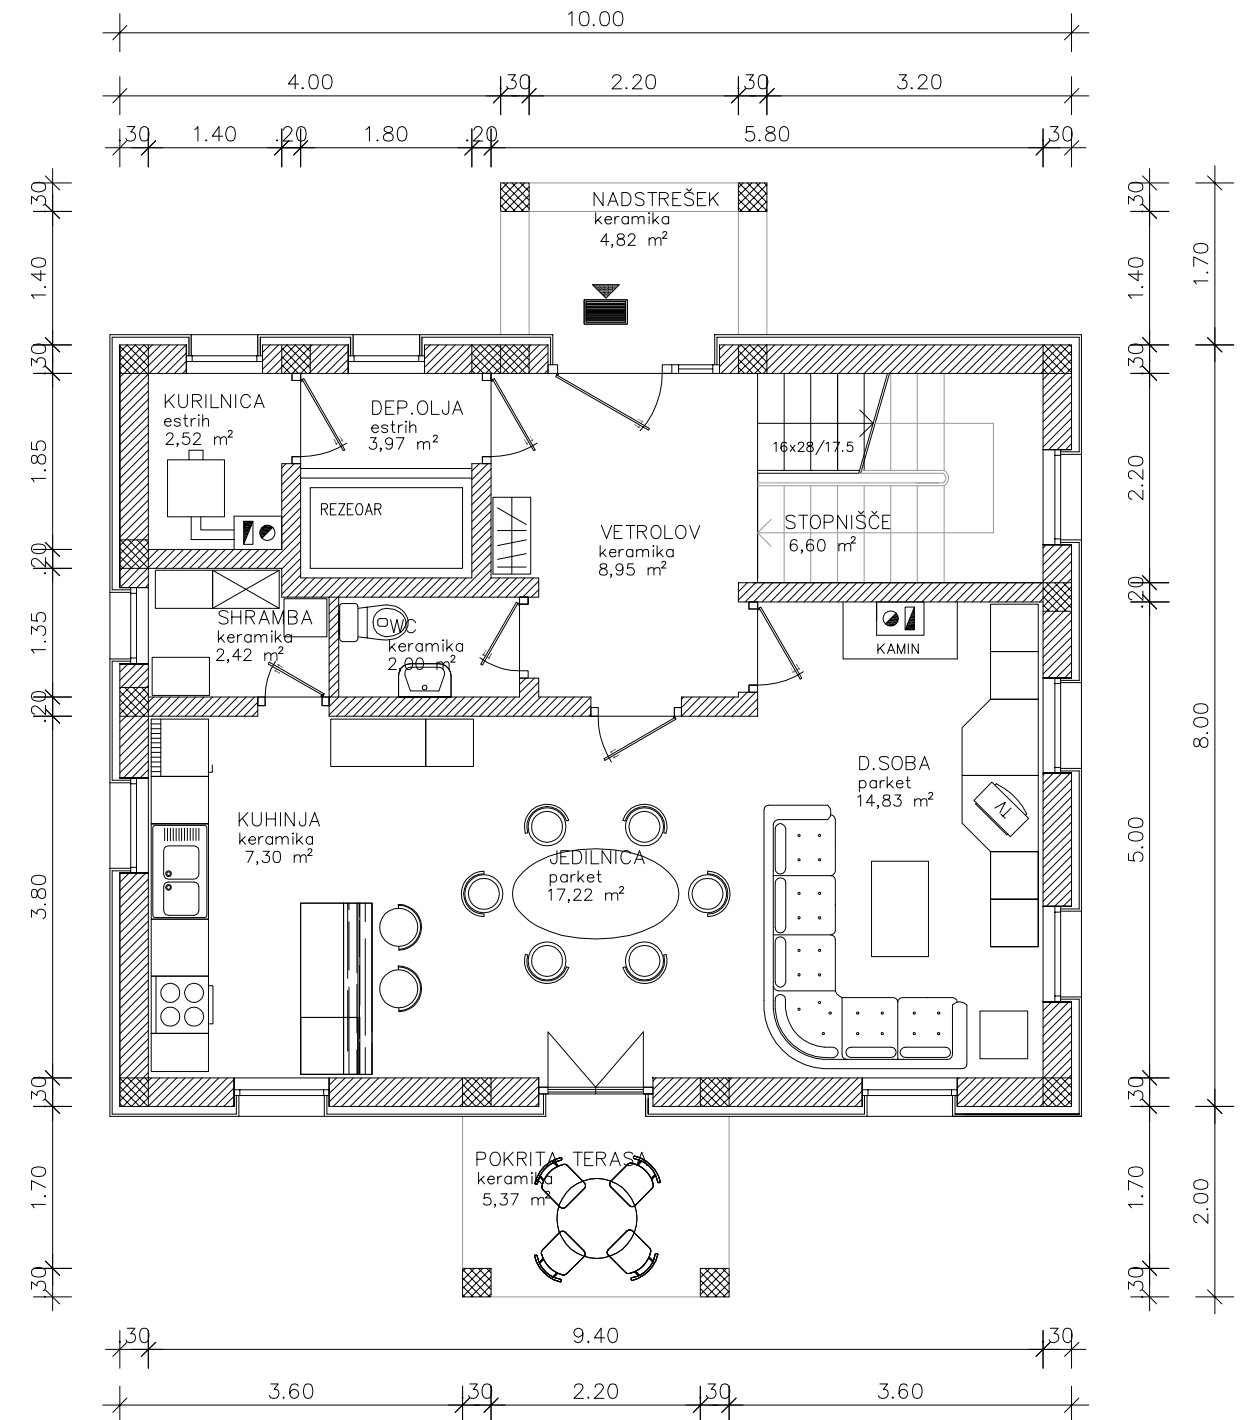 10.00
4.00 .30 2.20 .30 3.20
.30 1.40 .20 1.80 .20 5.80 .30
.30
1.40
.30
1.85
.20
1.35
.20
3.80
.30
1.70
.30
NADSTREŠEK
keramika
4,82 m²
KURILNICA
estrih
2,52 m²
DEP.OLJA
estrih
3,97 m²
REZEOAR
16x28/17.5
VETROLOV
keramika
8,95 m²
STOPNIŠČE
6,60 m²
SHRAMBA
keramika
2,42 m²
WC
keramika
2,00 m²
KAMIN
D.SOBA
parket
14,83 m²
TV
KUHINJA
keramika
7,30 m²
JEDILNICA
parket
17,22 m²
POKRITA TERASA
keramika
5,37 m²
.30
1.40
.30
2.20
.20
5.00
.30
1.70
.30
1.70
8.00
2.00
.30 9.40 .30
3.60 .30 2.20 .30 3.60